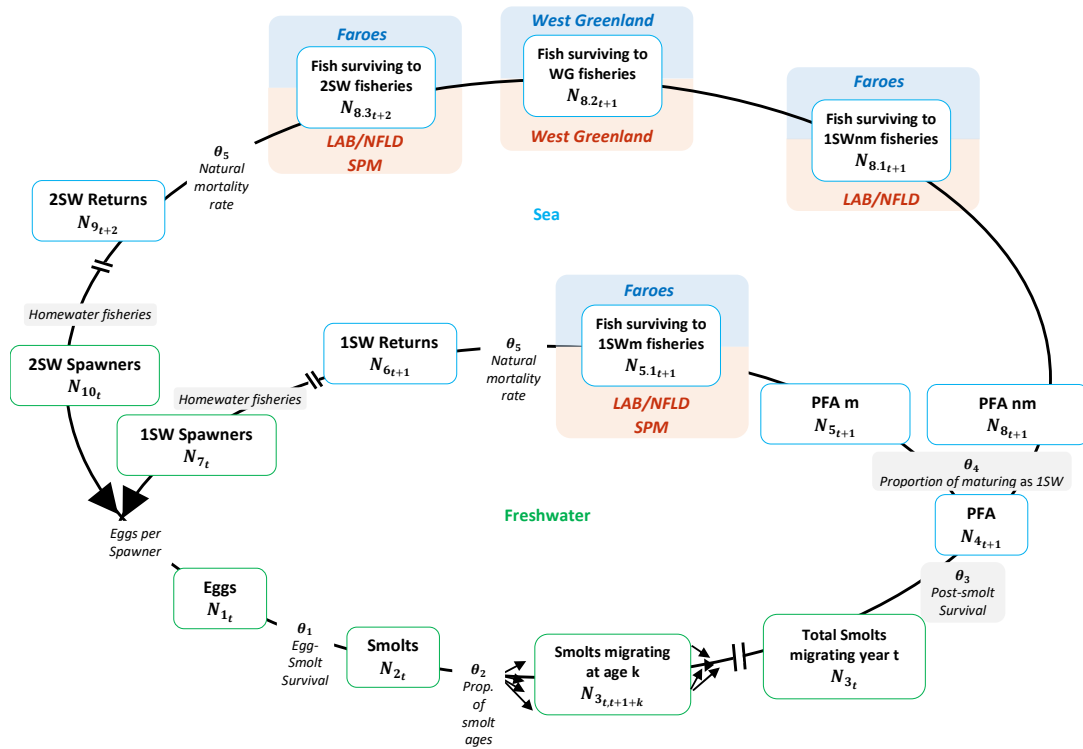 Faroes
Fish surviving to
2SW fisheries
N8.3t+2
LAB/NFLD
SPM
West Greenland
Fish surviving to
WG fisheries
N8.2t+1
West Greenland
Faroes
Fish surviving to
1SWnm fisheries
N8.1t+1
LAB/NFLD
θ5
Natural
mortality
rate
2SW Returns
N9t+2
Sea
Homewater fisheries
2SW Spawners
N10t
Homewater fisheries
1SW Spawners
N7t
1SW Returns
N6t+1
θ5
Natural
mortality
rate
Faroes
Fish surviving to
1SWm fisheries
N5.1t+1
LAB/NFLD
SPM
PFA m
N5t+1
PFA nm
N8t+1
θ4
Proportion of maturing as 1SW
PFA
N4t+1
Freshwater
θ3
Post-smolt
Survival
Eggs per
Spawner
Eggs
N1t
θ1
Egg-
Smolt
Survival
Smolts
N2t
θ2
Prop.
of
smolt
ages
Smolts migrating
at age k
N3t,t+1+k
Total Smolts
migrating year t
N3t